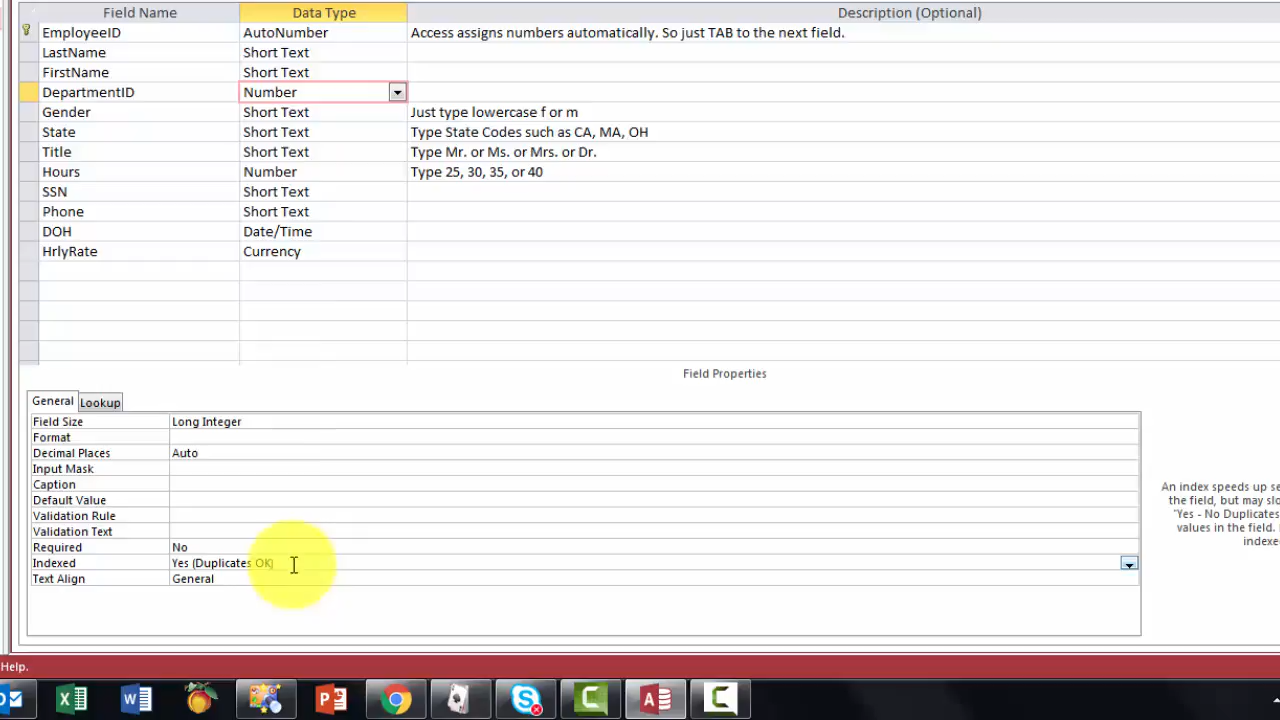 Field Name Data Type Description (Optional)
EmployeeID AutoNumber Access assigns numbers automatically. So just TAB to the next field.
LastName Short Text
FirstName Short Text
DepartmentID Number
Gender Short Text Just type lowercase f or m
State Short Text Type State Codes such as CA, MA, OH
Title Short Text Type Mr. or Ms. or Mrs. or Dr.
Hours Number Type 25, 30, 35, or 40
SSN Short Text
Phone Short Text
DOH Date/Time
HrlyRate Currency
Field Properties
General Lookup
Field Size Long Integer
Format
Decimal Places Auto
Input Mask
Caption
Default Value
Validation Rule
Validation Text
Required No
Indexed Yes (Duplicates OK)
Text Align General
An index speeds up se
the field, but may slo
"Yes - No Duplicates
values in the field.
indexe
Help.